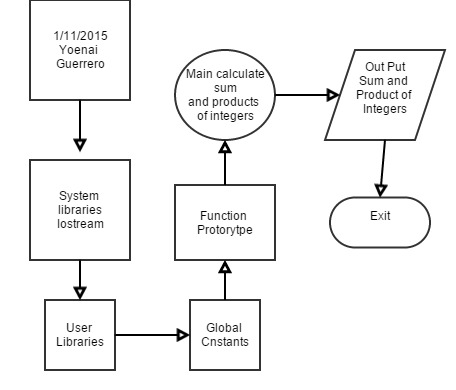 1/11/2015
Yoenai
Guerrero
System
libraries
Iostream
User
Libraries
Global
Cnstants
Function
Protorytpe
Main calculate
sum
and products
of integers
Out Put
Sum and
Product of
Integers
Exit